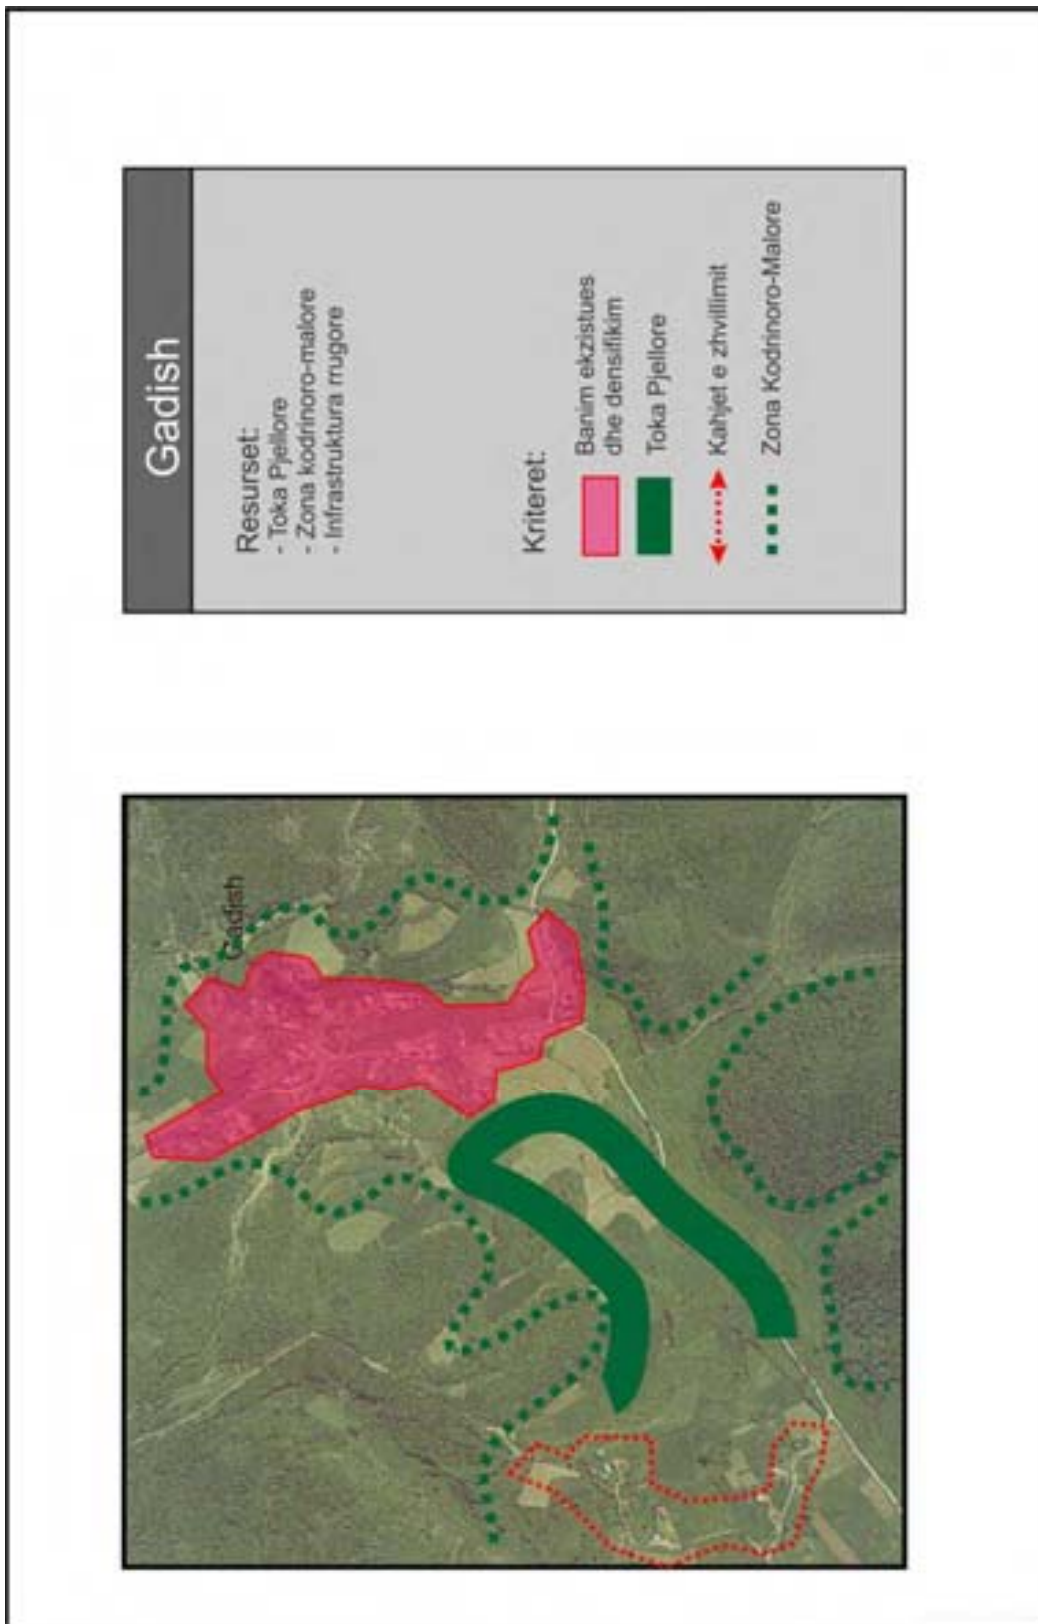 Gadish
Resurset:
- Toka Pjellore
- Zona kodrinoro-malore
- Infrastruktura rrugore
Kriteret:
Banim ekzistues
dhe densifikim
Toka Pjellore
Kahjet e zhvillimit
Zona Kodrinoro-Malore
Gadish